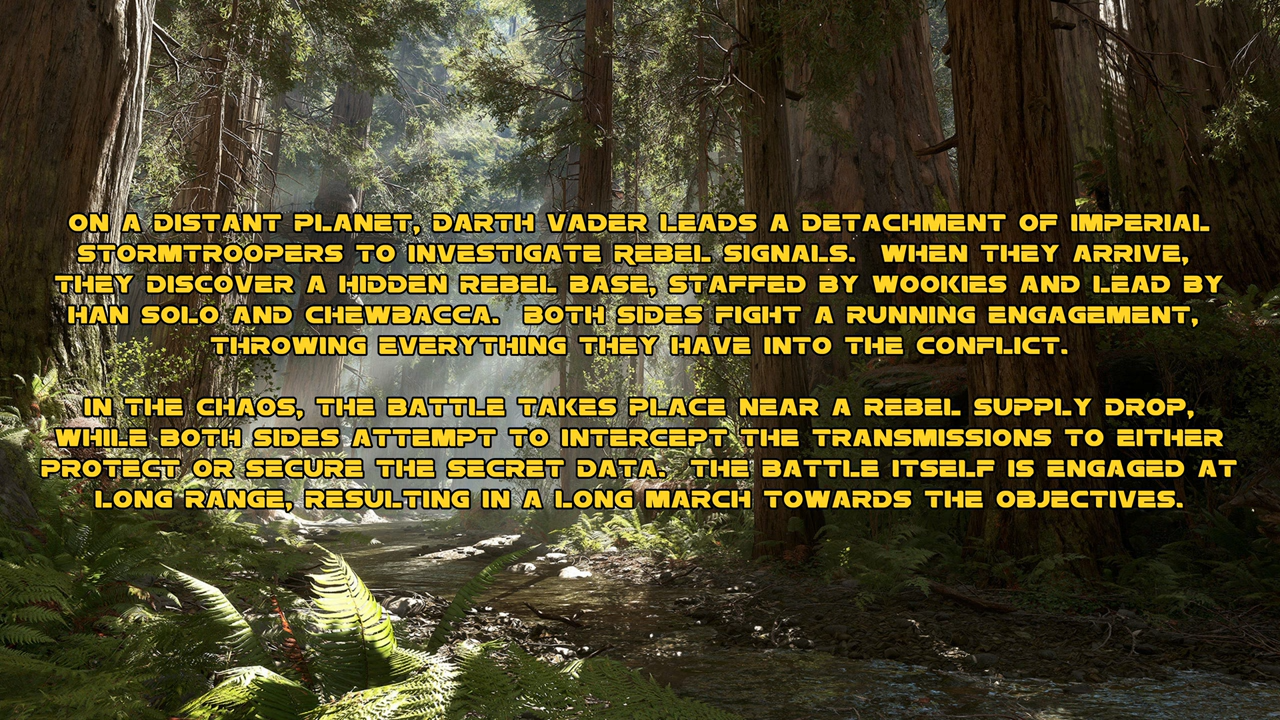 ON A DISTANT PLANET, DARTH VADER LEADS A DETACHMENT OF IMPERIAL
STORMTROOPERS TO INVESTIGATE REBEL SIGNALS.  WHEN THEY ARRIVE,
THEY DISCOVER A HIDDEN REBEL BASE, STAFFED BY WOOKIES AND LEAD BY
HAN SOLO AND CHEWBACCA.  BOTH SIDES FIGHT A RUNNING ENGAGEMENT,
THROWING EVERYTHING THEY HAVE INTO THE CONFLICT.
IN THE CHAOS, THE BATTLE TAKES PLACE NEAR A REBEL SUPPLY DROP,
WHILE BOTH SIDES ATTEMPT TO INTERCEPT THE TRANSMISSIONS TO EITHER
PROTECT OR SECURE THE SECRET DATA.  THE BATTLE ITSELF IS ENGAGED AT
LONG RANGE, RESULTING IN A LONG MARCH TOWARDS THE OBJECTIVES.